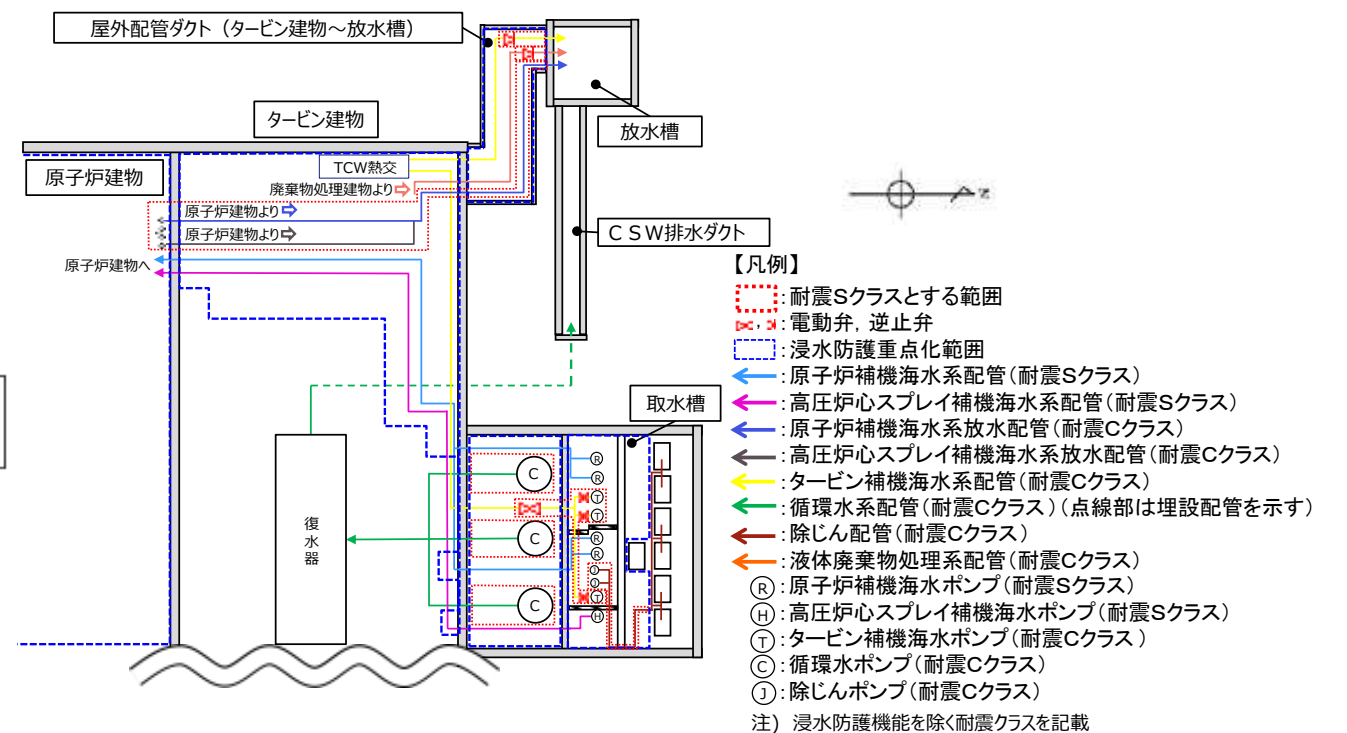 屋外配管ダクト（タービン建物～放水槽）
タービン建物
放水槽
原子炉建物
TCW熱交
廃棄物処理建物より
原子炉建物より
原子炉建物より
原子炉建物へ
CSW排水ダクト
取水槽
復水器
C
C
C
R
R
T
T
R
R
J
J
T
H
N
【凡例】
：耐震Sクラスとする範囲
，：電動弁，逆止弁
：浸水防護重点化範囲
：原子炉補機海水系配管（耐震Sクラス）
：高圧炉心スプレイ補機海水系配管（耐震Sクラス）
：原子炉補機海水系放水配管（耐震Cクラス）
：高圧炉心スプレイ補機海水系放水配管（耐震Cクラス）
：タービン補機海水系配管（耐震Cクラス）
：循環水系配管（耐震Cクラス）（点線部は埋設配管を示す）
：除じん配管（耐震Cクラス）
：液体廃棄物処理系配管（耐震Cクラス）
R：原子炉補機海水ポンプ（耐震Sクラス）
H：高圧炉心スプレイ補機海水ポンプ（耐震Sクラス）
T：タービン補機海水ポンプ（耐震Cクラス）
C：循環水ポンプ（耐震Cクラス）
J：除じんポンプ（耐震Cクラス）
注）浸水防護機能を除く耐震クラスを記載